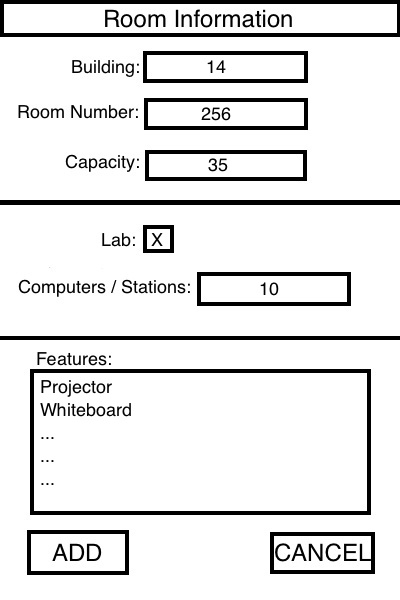 Room Information
Building: 14
Room Number: 256
Capacity: 35
Lab: X
Computers / Stations: 10
Features:
Projector
Whiteboard
...
...
...
ADD CANCEL